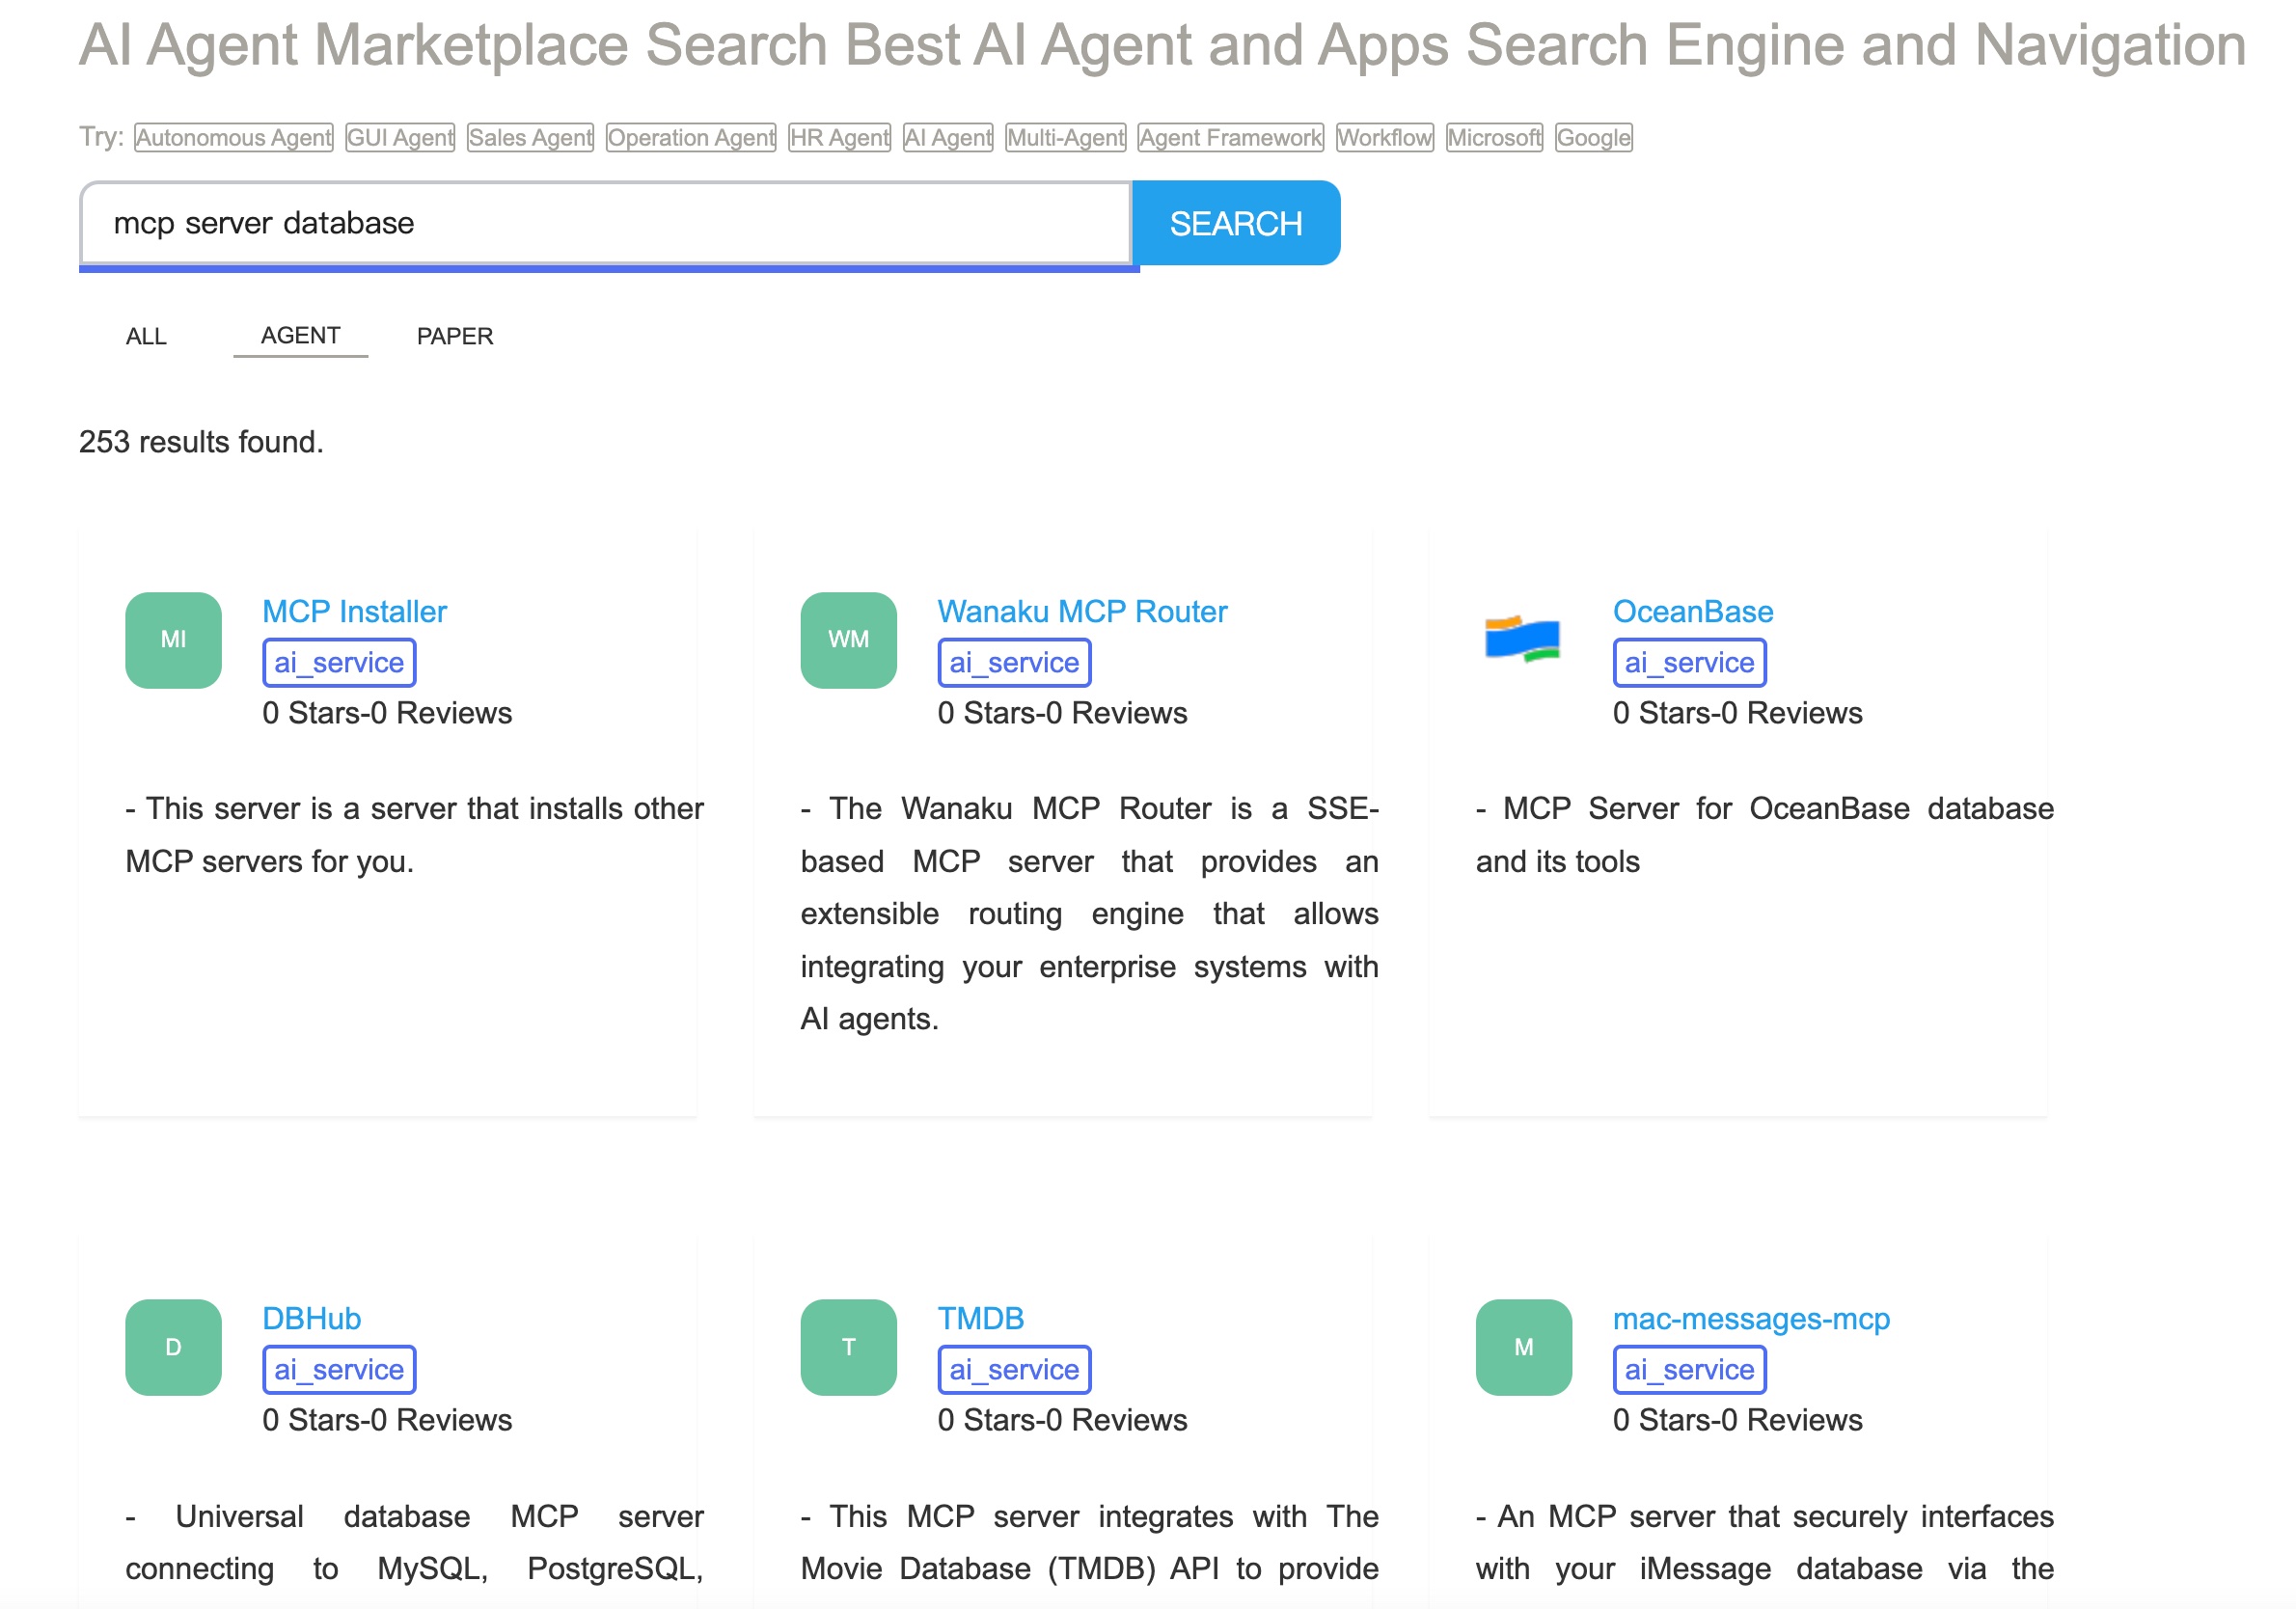 AI Agent Marketplace Search Best AI Agent and Apps Search Engine and Navigation
Try: Autonomous Agent GUI Agent Sales Agent Operation Agent HR Agent AI Agent Multi-Agent Agent Framework Workflow Microsoft Google
mcp server database SEARCH
ALL AGENT PAPER
253 results found.
MI
MCP Installer
ai_service
0 Stars-0 Reviews
- This server is a server that installs other
MCP servers for you.
WM
Wanaku MCP Router
ai_service
0 Stars-0 Reviews
- The Wanaku MCP Router is a SSE-
based MCP server that provides an
extensible routing engine that allows
integrating your enterprise systems with
AI agents.
OceanBase
ai_service
0 Stars-0 Reviews
- MCP Server for OceanBase database
and its tools
D
DBHub
ai_service
0 Stars-0 Reviews
- Universal database MCP server
connecting to MySQL, PostgreSQL,
T
TMDB
ai_service
0 Stars-0 Reviews
- This MCP server integrates with The
Movie Database (TMDB) API to provide
M
mac-messages-mcp
ai_service
0 Stars-0 Reviews
- An MCP server that securely interfaces
with your iMessage database via the